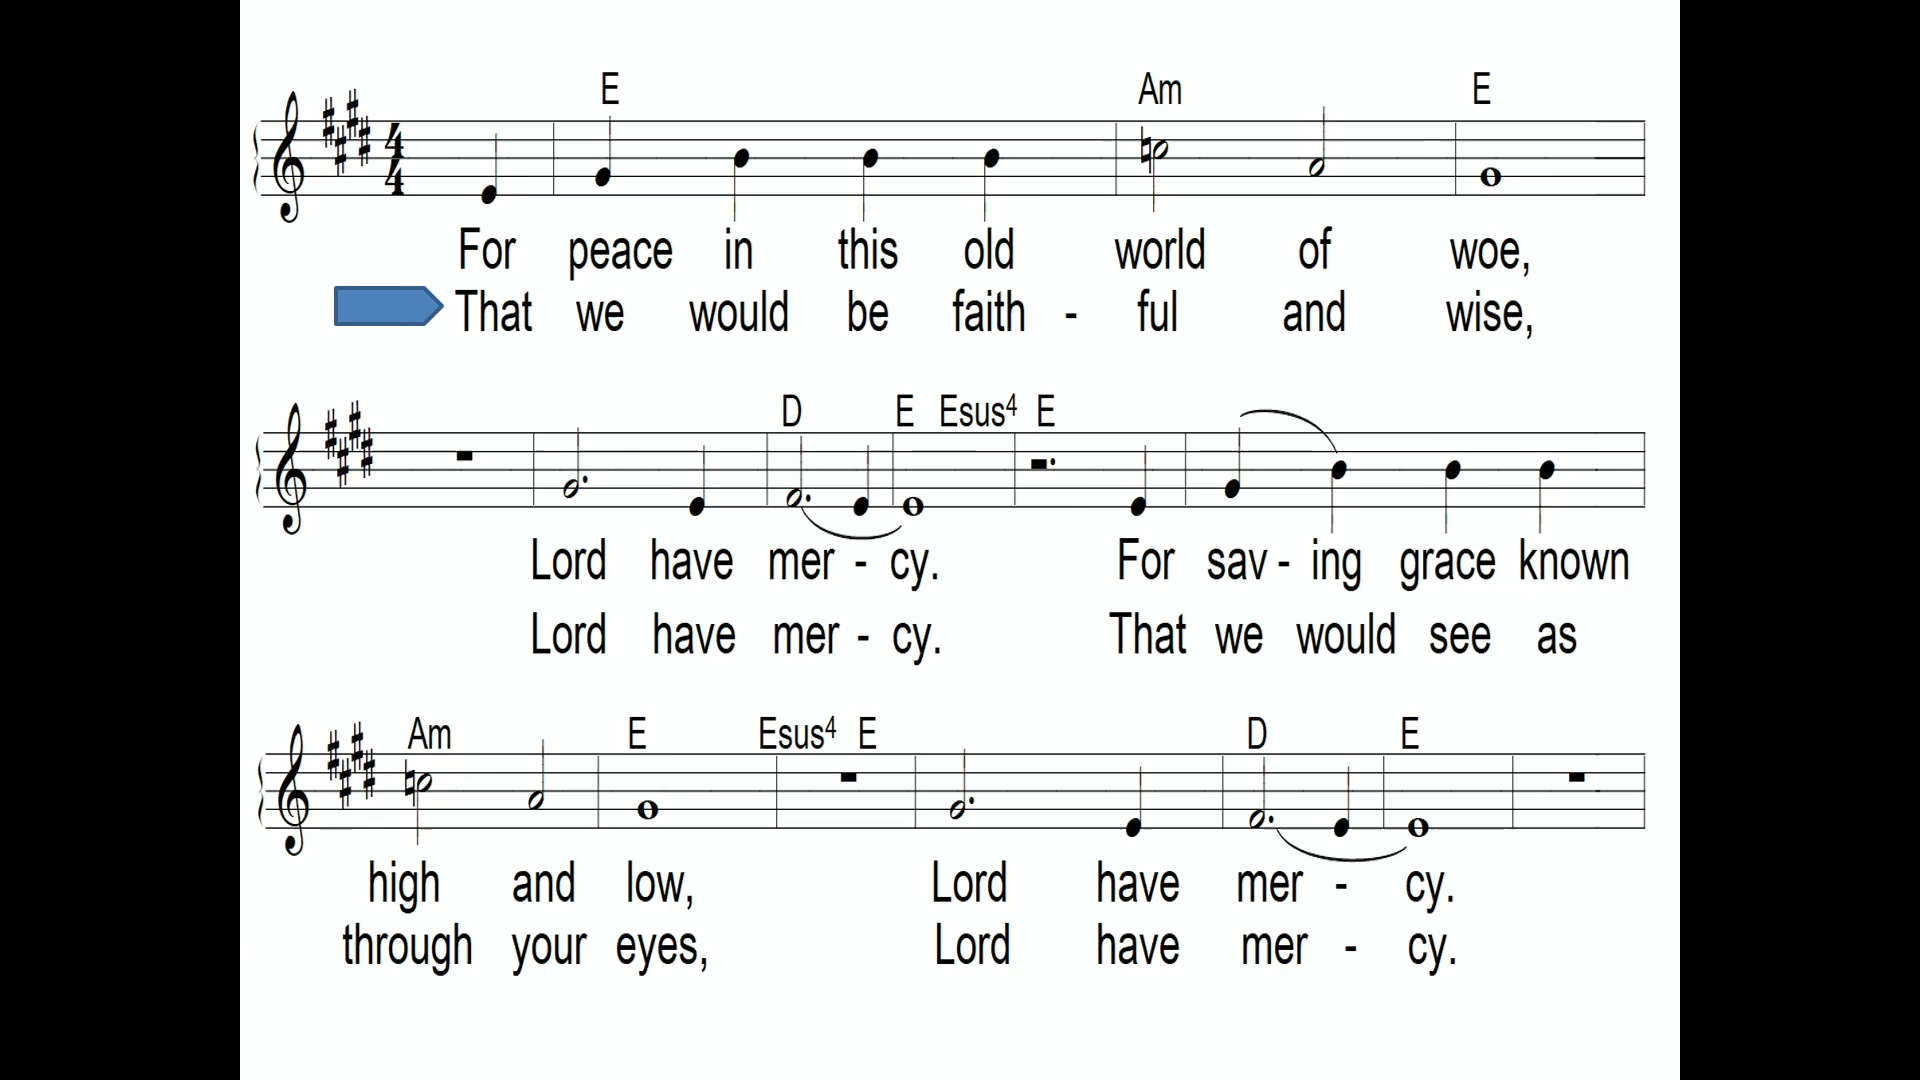 E Am E
4
4
For peace in this old world of woe,
That we would be faith - ful and wise,
D E Esus4 E
Lord have mer - cy. For sav - ing grace known
Lord have mer - cy. That we would see as
Am E Esus4 E D E
high and low, Lord have mer - cy.
through your eyes, Lord have mer - cy.